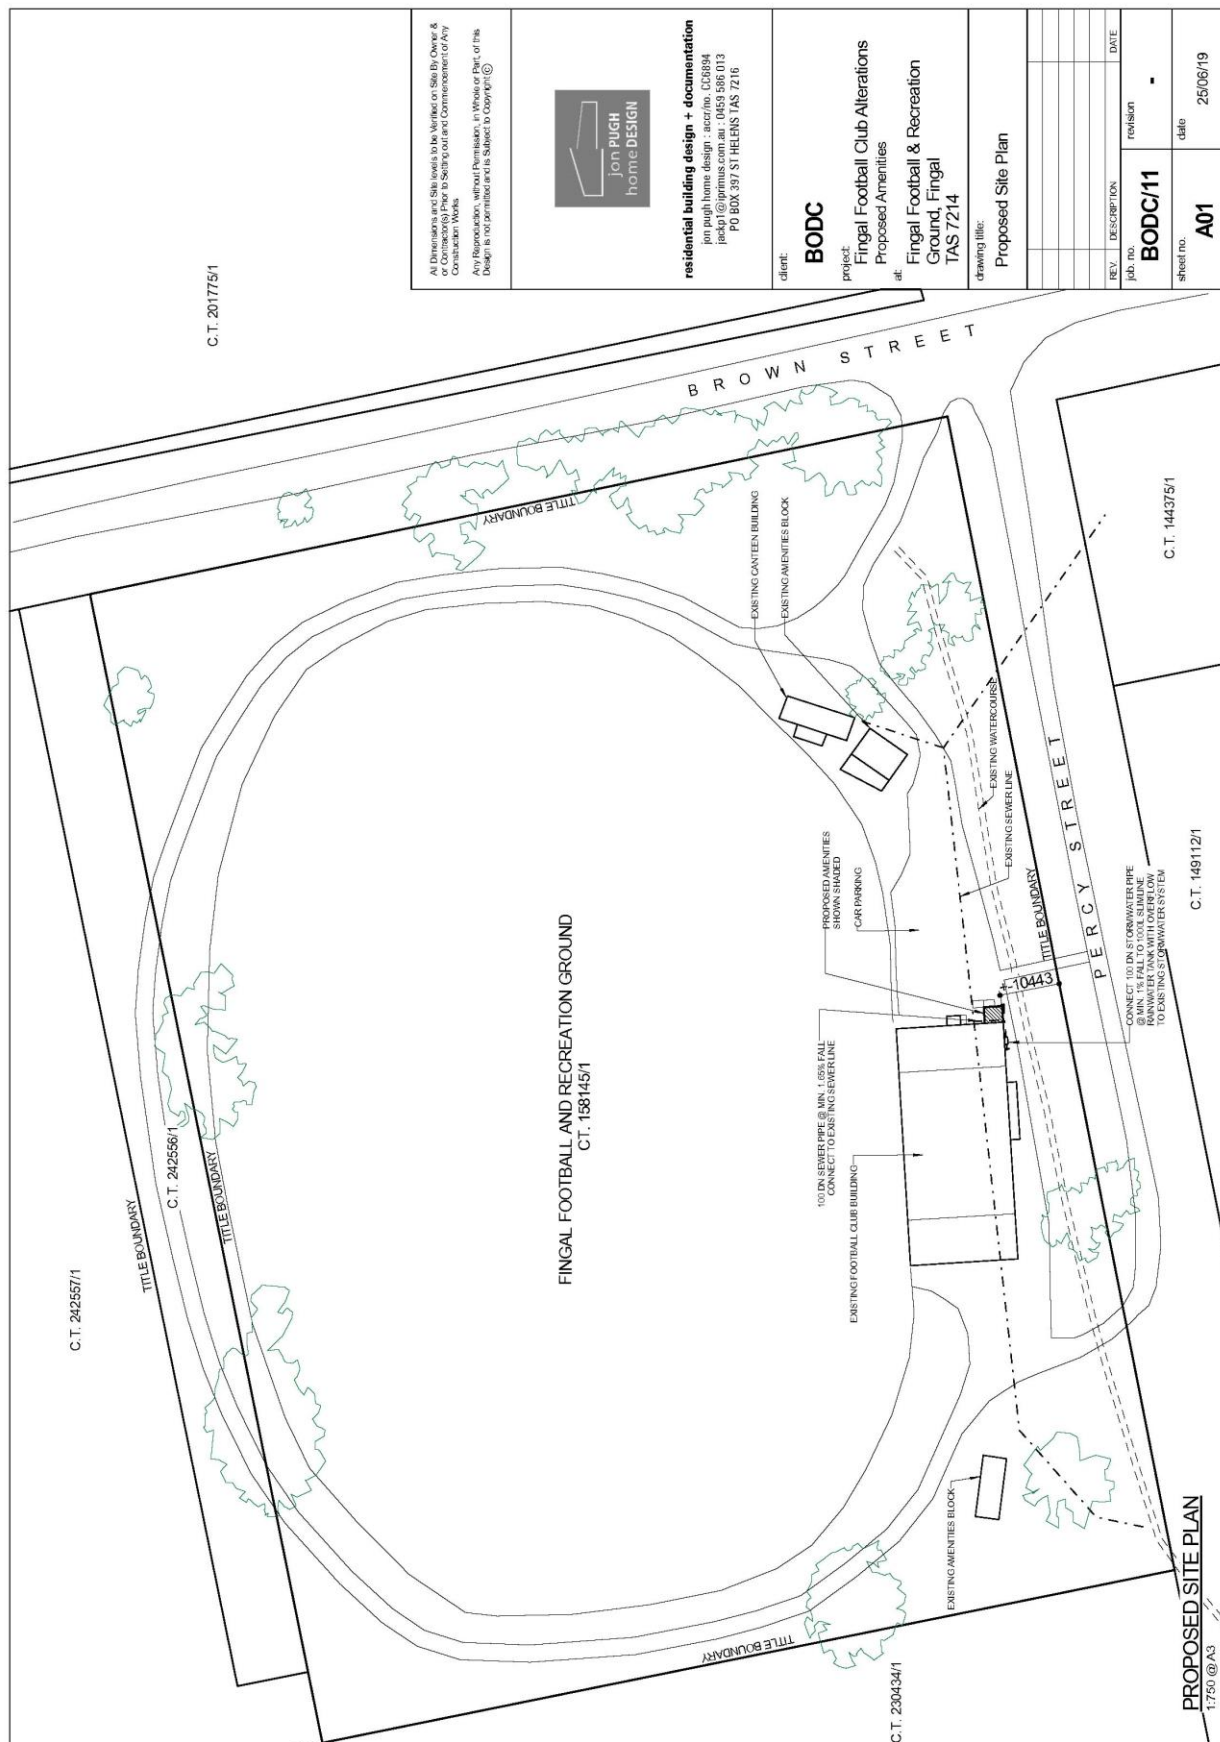 C.T. 242557/1
TITLE BOUNDARY
C.T. 242556/1
TITLE BOUNDARY
C.T. 201775/1
TITLE BOUNDARY
BROWN STREET
FINGAL FOOTBALL AND RECREATION GROUND
CT. 158145/1
EXISTING CANTEEN BUILDING
EXISTING AMENITIES BLOCK
PROPOSED AMENITIES
SHOWN SHADED
CAR PARKING
100 DN SEWER PIPE @ MIN. 1.65% FALL
CONNECT TO EXISTING SEWER LINE
EXISTING FOOTBALL CLUB BUILDING
EXISTING AMENITIES BLOCK
TITLE BOUNDARY
C.T. 230434/1
EXISTING WATERCOURSE
EXISTING SEWER LINE
TITLE BOUNDARY
+-10443
PERCY STREET
CONNECT 100 DN STORMWATER PIPE
@ MIN. 1% FALL TO 1000L SLIMLINE
RAINWATER TANK WITH OVERFLOW
TO EXISTING STORMWATER SYSTEM
C.T. 144375/1
C.T. 149112/1
PROPOSED SITE PLAN
1:750 @ A3
All Dimensions and Site levels to be Verified on Site By Owner &
or Contractor(s) Prior to Setting out and Commencement of Any
Construction Works.
Any Reproduction, without Permission, in Whole or Part, of this
Design is not permitted and is Subject to Copyright ©
jon PUGH
home DESIGN
residential building design + documentation
jon pugh home design : accr/no. CC6894
jackp1@iprimus.com.au : 0459 586 013
PO BOX 397 ST HELENS TAS 7216
client:
BODC
project:
Fingal Football Club Alterations
Proposed Amenities
at:
Fingal Football & Recreation
Ground, Fingal
TAS 7214
drawing title:
Proposed Site Plan
REV. DESCRIPTION DATE
job. no.
BODC/11
revision
-
sheet no.
A01
date
25/06/19